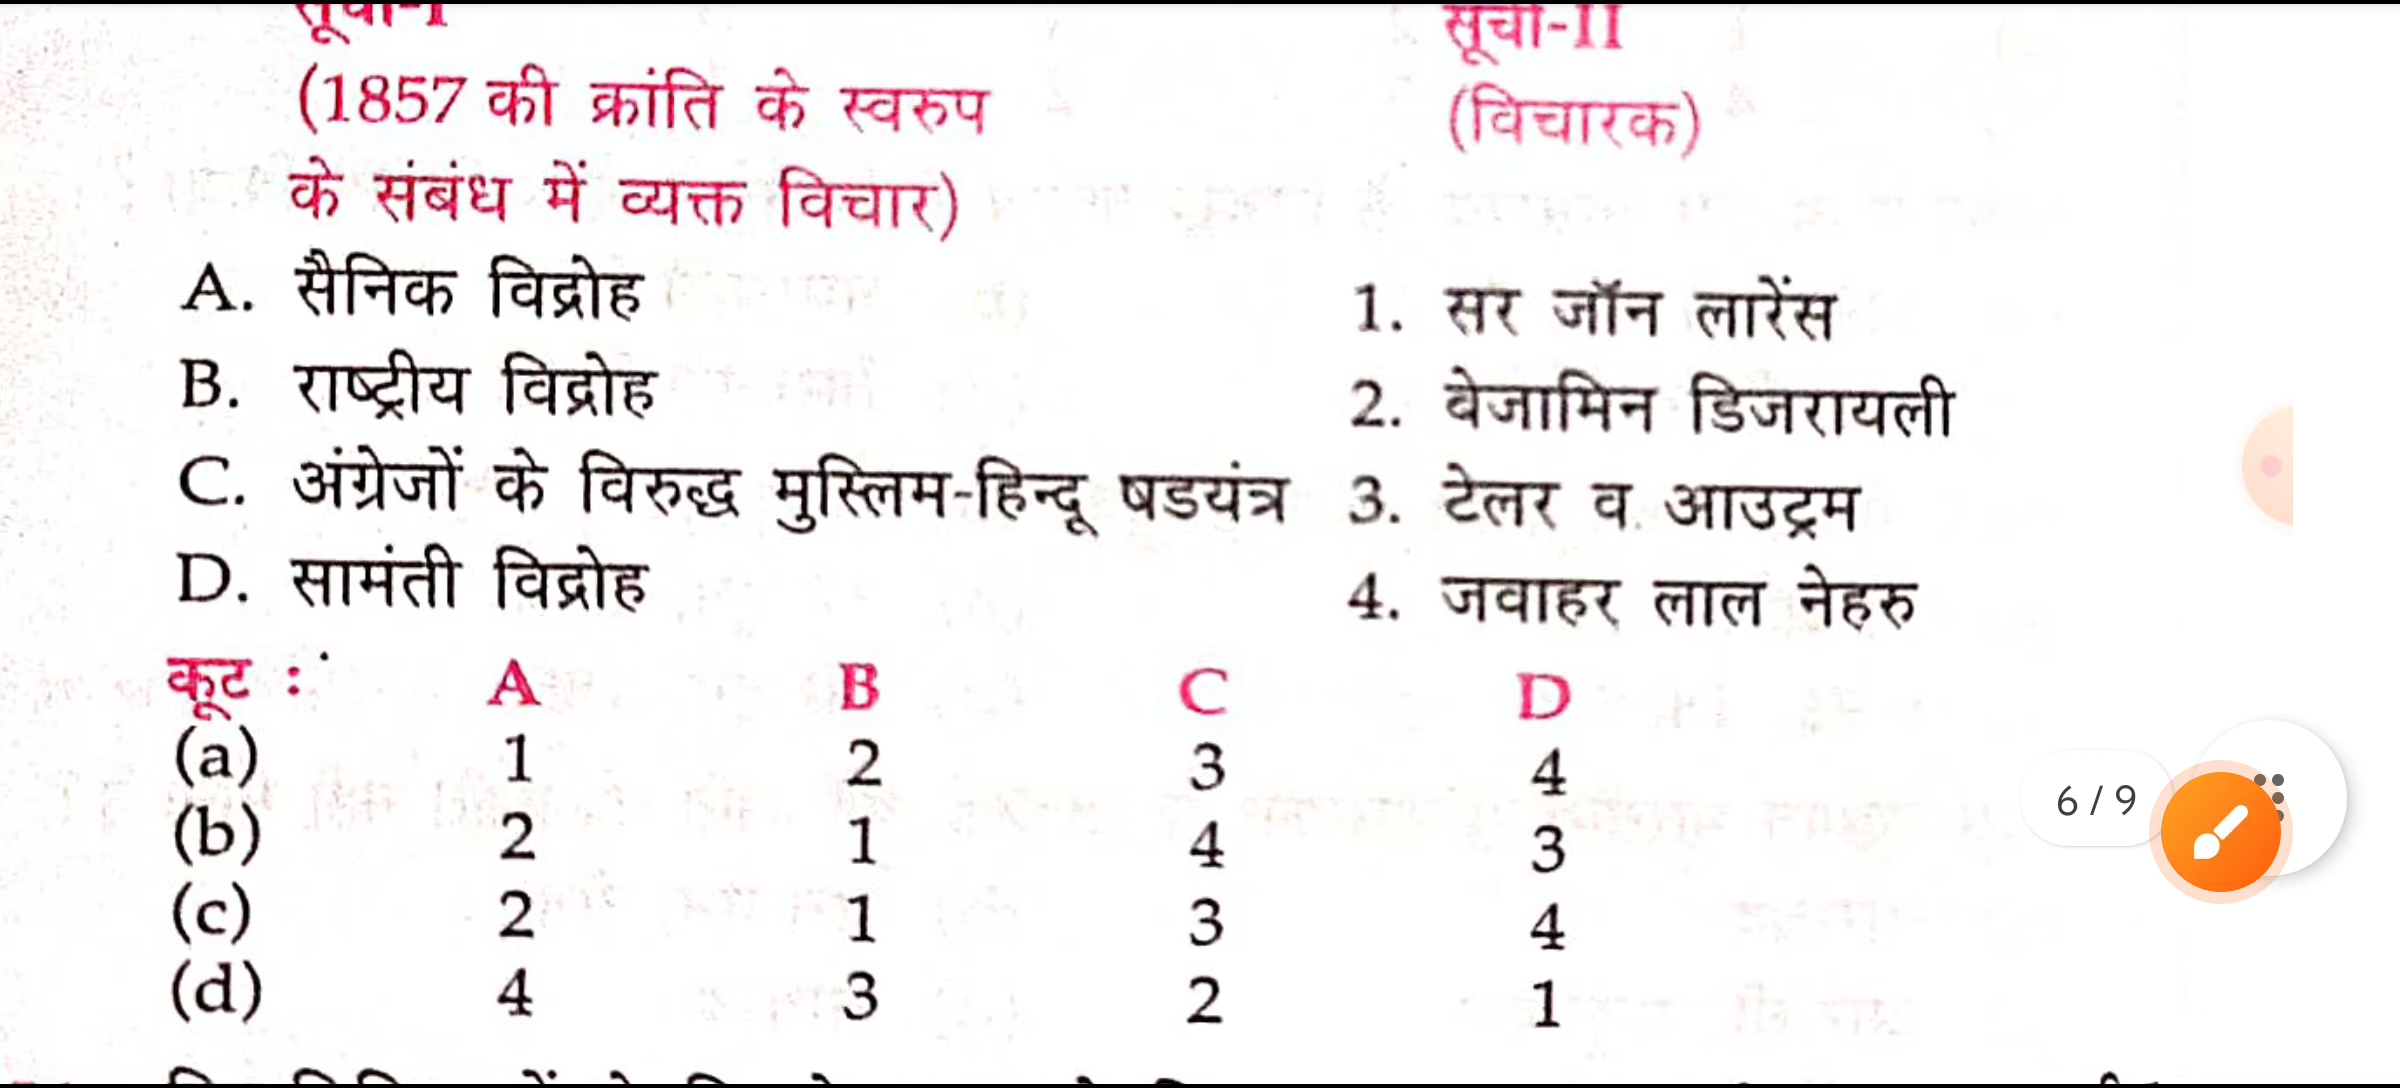 सूची-I सूची-II
(1857 की क्रांति के स्वरुप (विचारक)
के संबंध में व्यक्त विचार)
A. सैनिक विद्रोह 1. सर जॉन लारेंस
B. राष्ट्रीय विद्रोह 2. वेजामिन डिजरायली
C. अंग्रेजों के विरुद्ध मुस्लिम-हिन्दू षडयंत्र 3. टेलर व आउट्रम
D. सामंती विद्रोह 4. जवाहर लाल नेहरु
कूट : A B C D
(a) 1 2 3 4
(b) 2 1 4 3
(c) 2 1 3 4
(d) 4 3 2 1
6 / 9